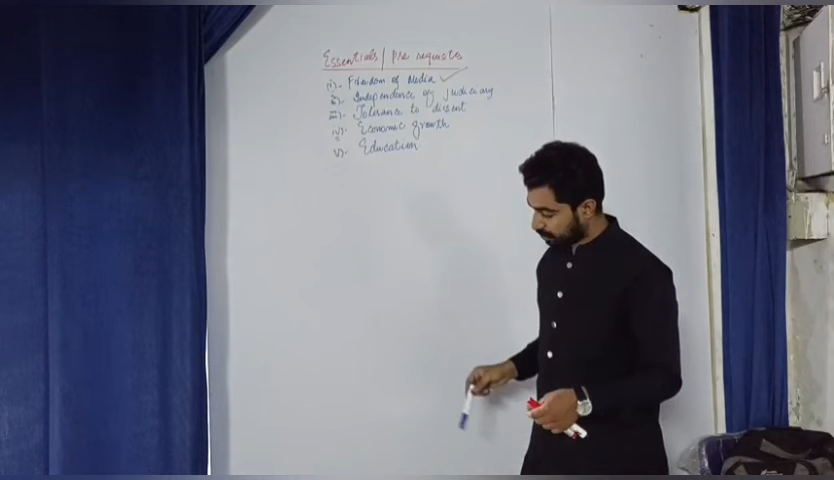 Essentials / Pre requisites
(i). Freedom of Media ✓
ii). Independence of Judiciary
iii). Tolerance to dissent
iv). Economic growth
v). Education